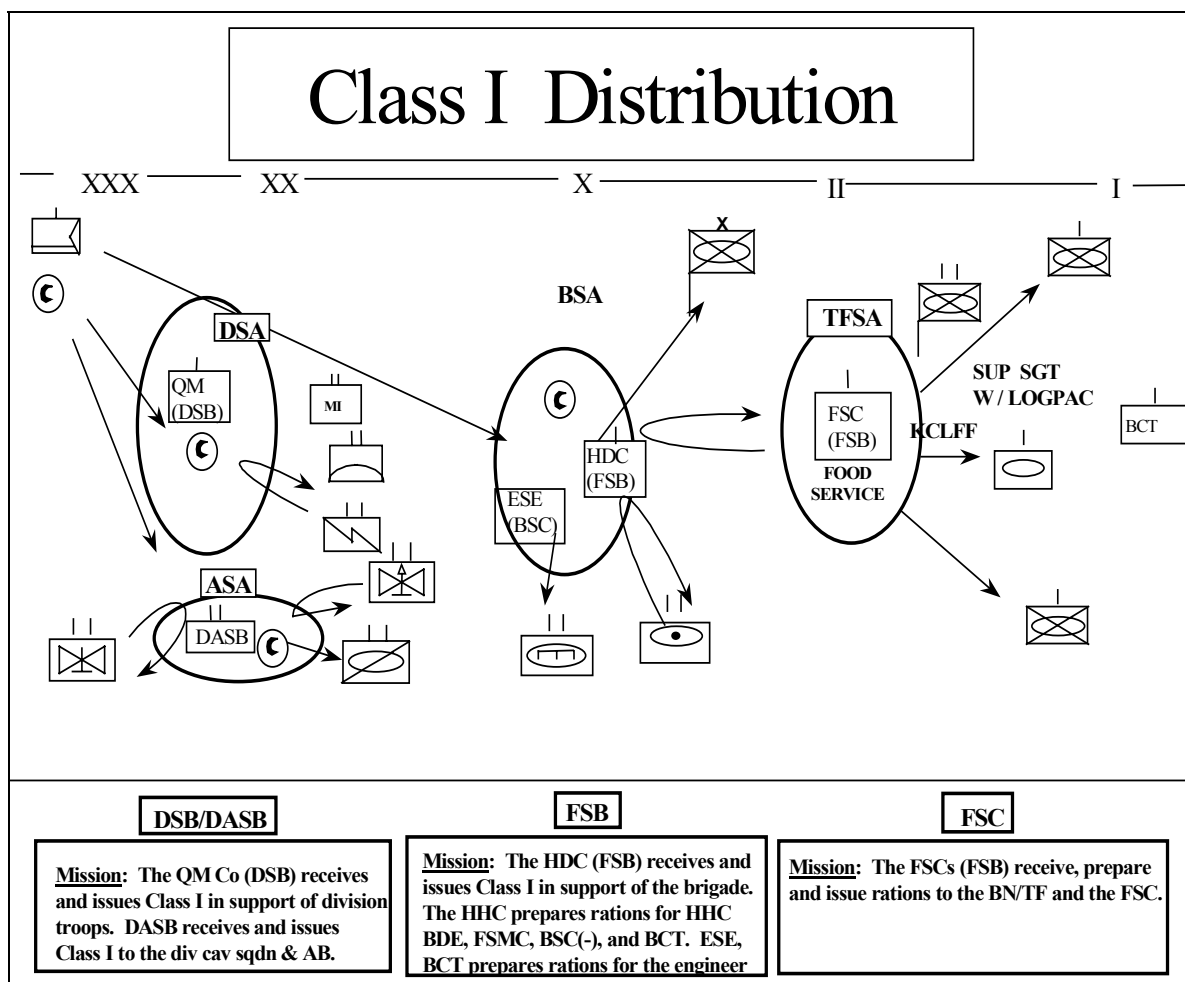 Class I Distribution
XXX
XX
X
II
I
X
BSA
DSA
TFSA
QM
(DSB)
MI
HDC
(FSB)
ESE
(BSC)
FSC
(FSB)
FOOD
SERVICE
SUP SGT
W / LOGPAC
KCLFF
BCT
ASA
DASB
DSB/DASB
Mission: The QM Co (DSB) receives
and issues Class I in support of division
troops. DASB receives and issues
Class I to the div cav sqdn & AB.
FSB
Mission: The HDC (FSB) receives and
issues Class I in support of the brigade.
The HHC prepares rations for HHC
BDE, FSMC, BSC(-), and BCT. ESE,
BCT prepares rations for the engineer
FSC
Mission: The FSCs (FSB) receive, prepare
and issue rations to the BN/TF and the FSC.